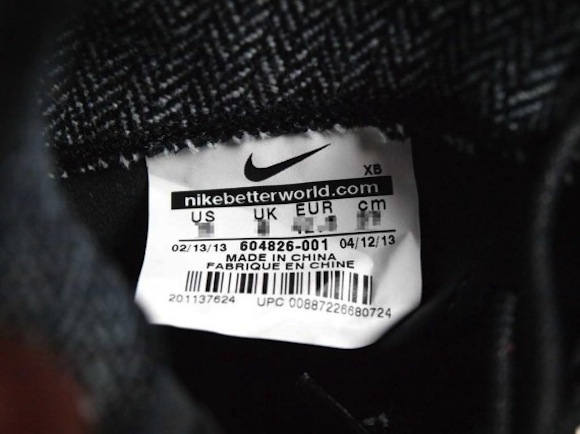 XB
nikebetterworld.com
US UK EUR cm
02/13/13 604826-001 04/12/13
MADE IN CHINA
FABRIQUE EN CHINE
201137624 UPC 00887226680724